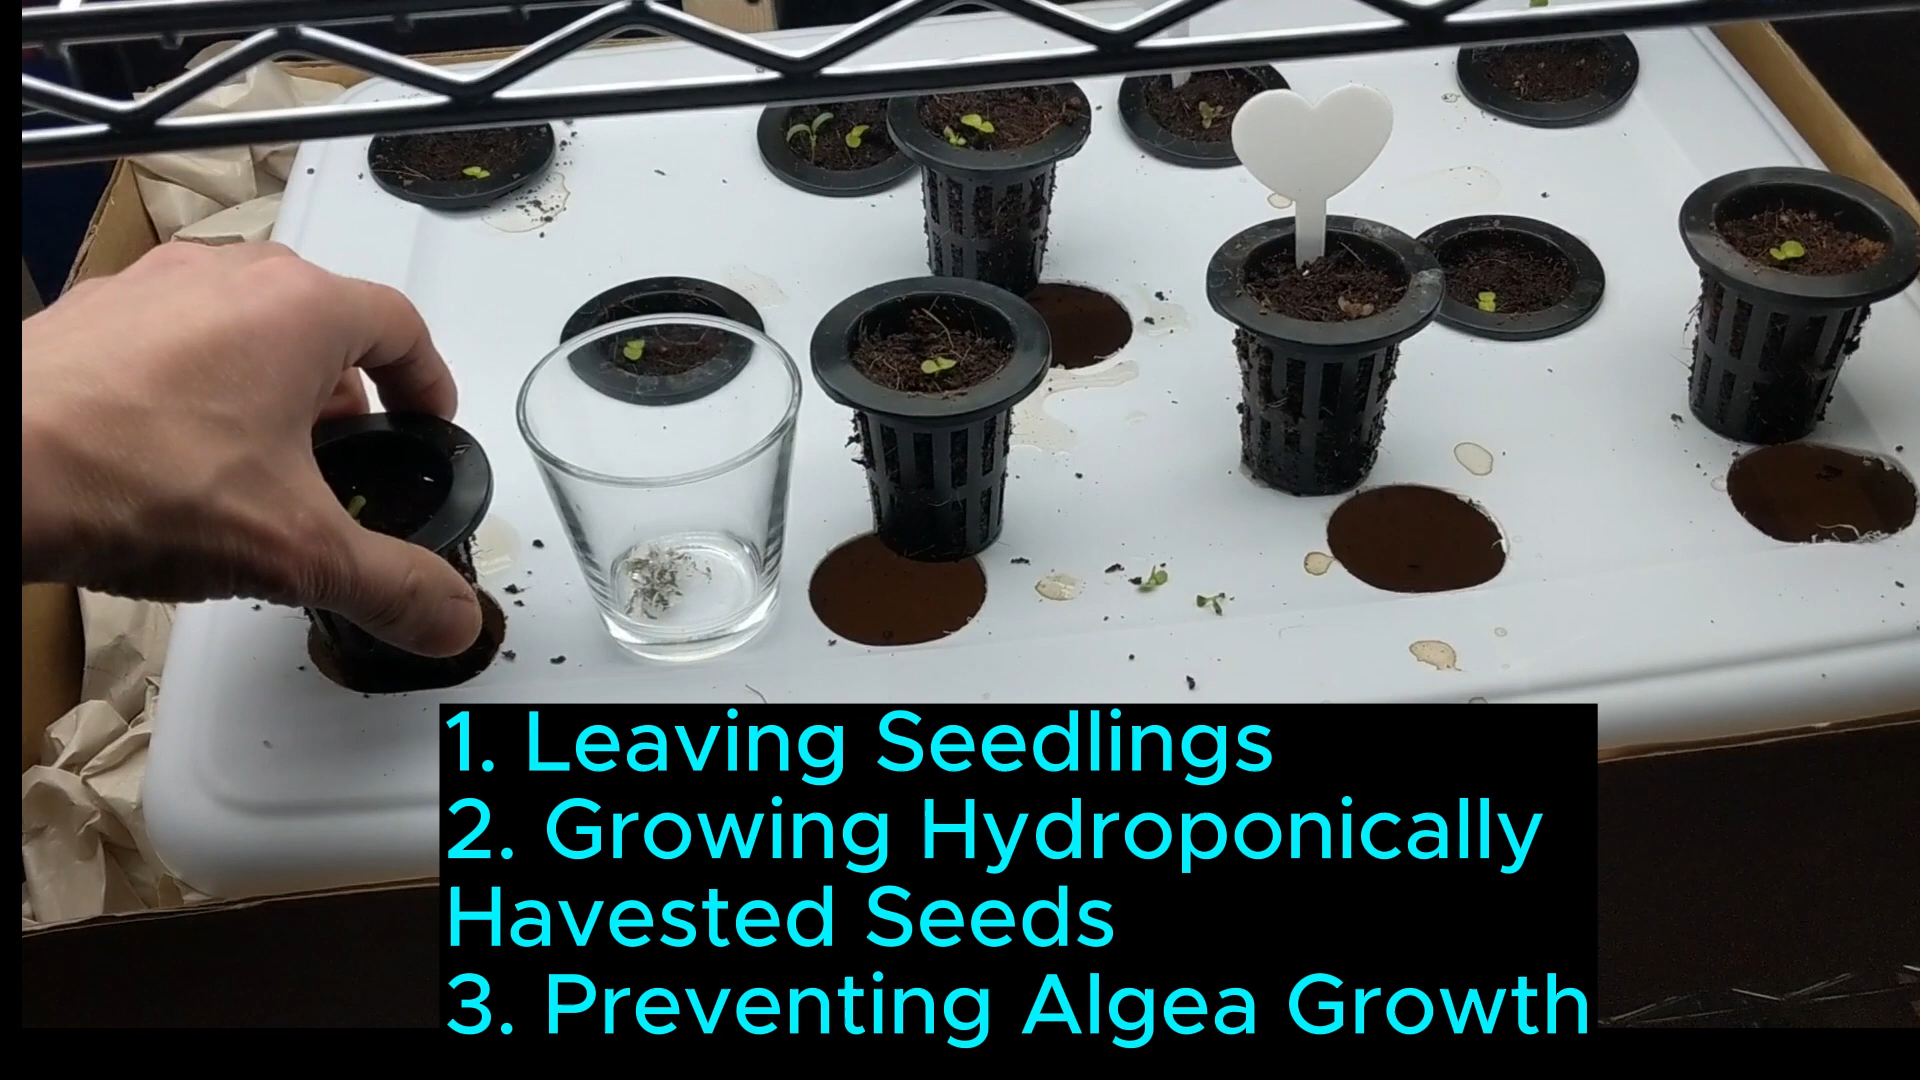 1. Leaving Seedlings
2. Growing Hydroponically
Havested Seeds
3. Preventing Algea Growth